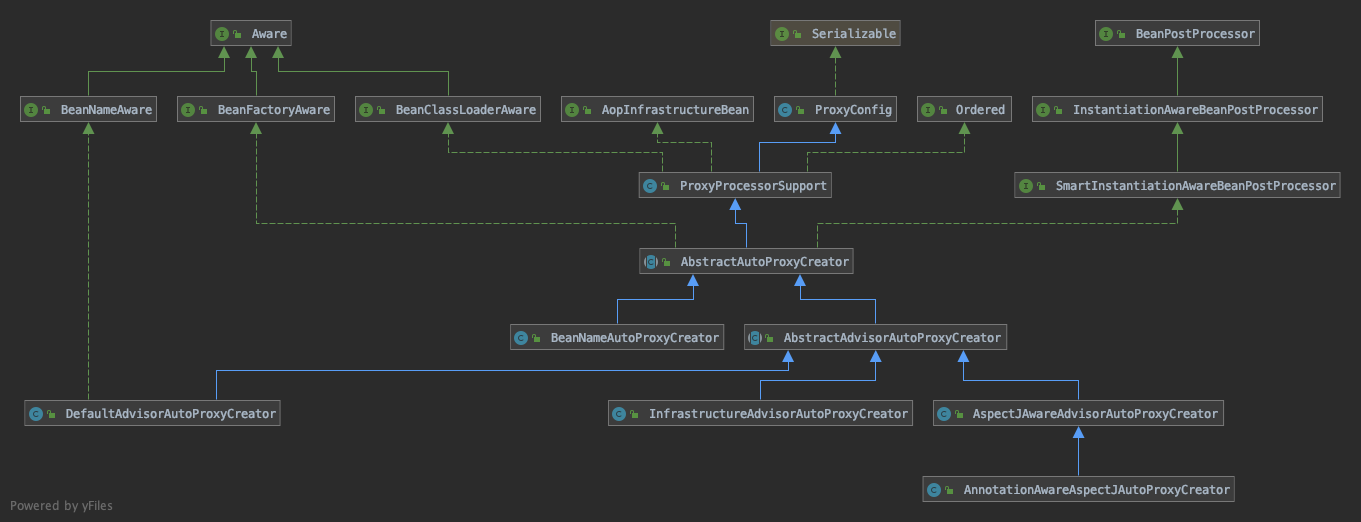 Aware
Serializable
BeanPostProcessor
BeanNameAware
BeanFactoryAware
BeanClassLoaderAware
AopInfrastructureBean
ProxyConfig
Ordered
InstantiationAwareBeanPostProcessor
ProxyProcessorSupport
SmartInstantiationAwareBeanPostProcessor
AbstractAutoProxyCreator
BeanNameAutoProxyCreator
AbstractAdvisorAutoProxyCreator
DefaultAdvisorAutoProxyCreator
InfrastructureAdvisorAutoProxyCreator
AspectJAwareAdvisorAutoProxyCreator
AnnotationAwareAspectJAutoProxyCreator
Powered by yFiles